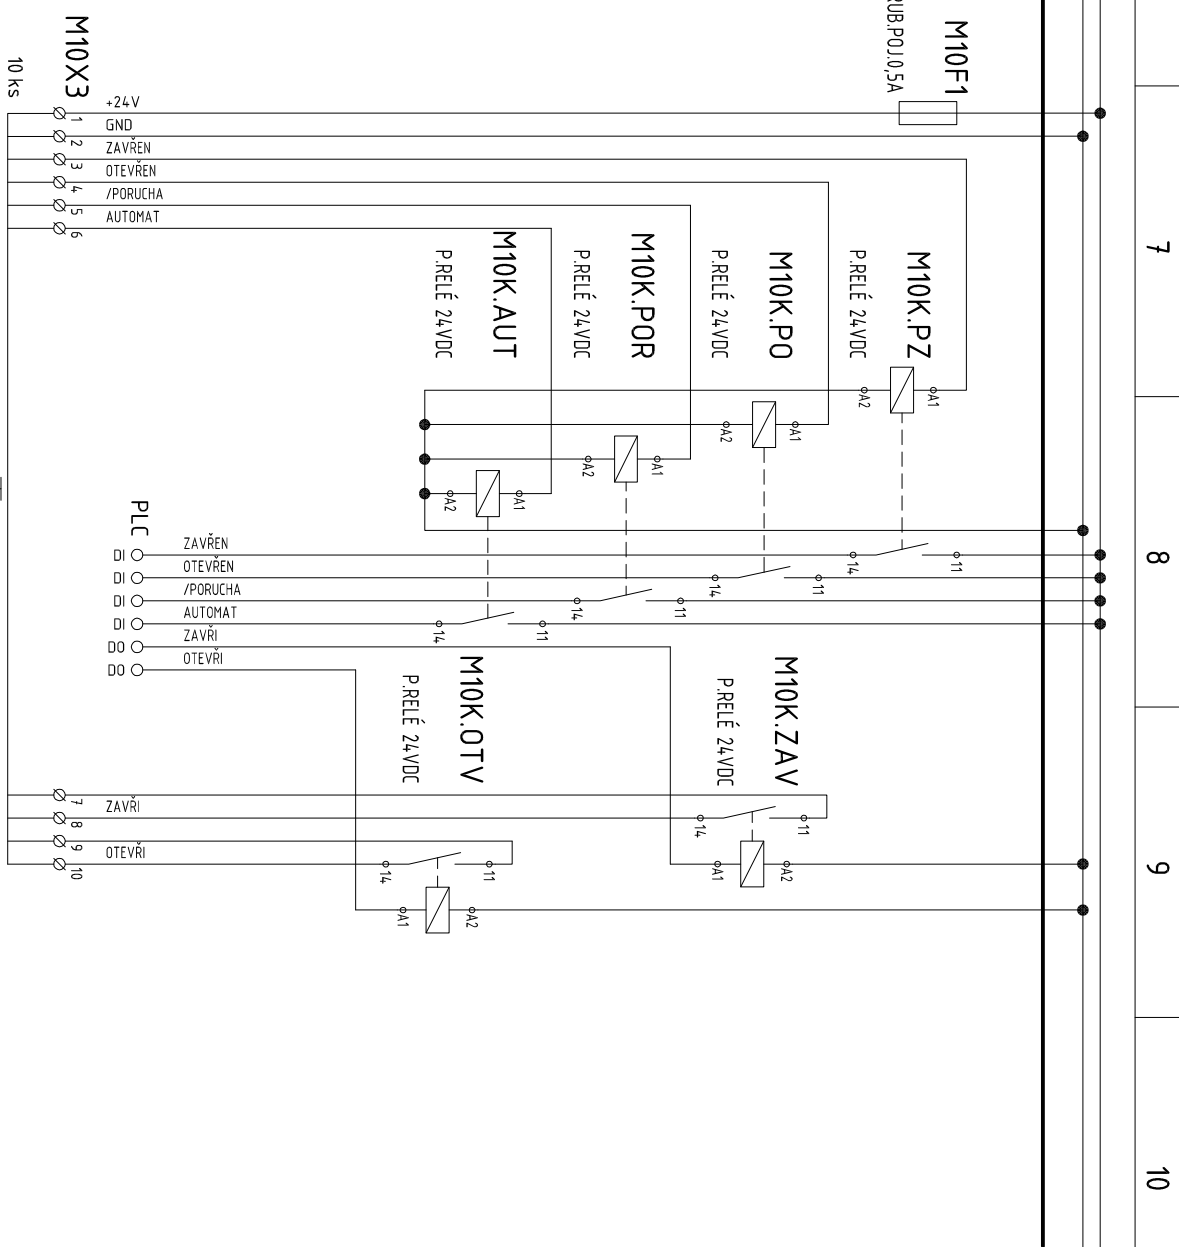 7
8
9
10
M10F1
RUB.POJ.0,5A
M10X3
10 ks
+24V
1
GND
2
ZAVŘEN
3
OTEVŘEN
4
/PORUCHA
5
AUTOMAT
6
M10K.PZ
P.RELÉ 24VDC
A1
A2
M10K.PO
P.RELÉ 24VDC
A1
A2
M10K.POR
P.RELÉ 24VDC
A1
A2
M10K.AUT
P.RELÉ 24VDC
A1
A2
PLC
DI
ZAVŘEN
14
11
DI
OTEVŘEN
14
11
DI
/PORUCHA
14
11
DI
AUTOMAT
14
11
DO
ZAVŘI
DO
OTEVŘI
M10K.ZAV
P.RELÉ 24VDC
14
11
A1
A2
M10K.OTV
P.RELÉ 24VDC
14
11
A1
A2
7
ZAVŘI
8
9
OTEVŘI
10